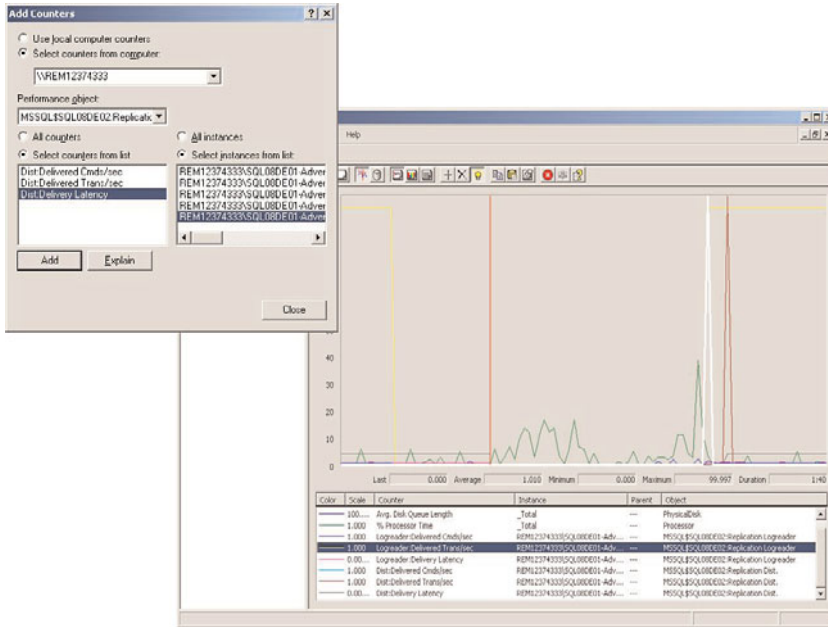 Add Counters
Use local computer counters
Select counters from computer:
\\REM12374333
Performance object:
MSSQL$SQL08DE02:Replicatic
All counters
All instances
Select counters from list
Select instances from list:
Dist:Delivered Cmds/sec
Dist:Delivered Trans/sec
Dist:Delivery Latency
REM12374333\SQL08DE01-Adver
REM12374333\SQL08DE01-Adver
REM12374333\SQL08DE01-Adver
REM12374333\SQL08DE01-Adver
REM12374333\SQL08DE01-Adver
Add
Explain
Close
Help
40
30
20
10
0
Last 0.000 Average 1.010 Minimum 0.000 Maximum 99.997 Duration 1:40
Color Scale Counter Instance Parent Object
100.... Avg. Disk Queue Length _Total --- PhysicalDisk
1.000 % Processor Time _Total --- Processor
1.000 Logreader:Delivered Cmds/sec REM12374333\SQL08DE01-Adv... --- MSSQL$SQL08DE02:Replication Logreader
1.000 Logreader:Delivered Trans/sec REM12374333\SQL08DE01-Adv... --- MSSQL$SQL08DE02:Replication Logreader
0.00... Logreader:Delivery Latency REM12374333\SQL08DE01-Adv... --- MSSQL$SQL08DE02:Replication Logreader
1.000 Dist:Delivered Cmds/sec REM12374333\SQL08DE01-Adv... --- MSSQL$SQL08DE02:Replication Dist.
1.000 Dist:Delivered Trans/sec REM12374333\SQL08DE01-Adv... --- MSSQL$SQL08DE02:Replication Dist.
0.00... Dist:Delivery Latency REM12374333\SQL08DE01-Adv... --- MSSQL$SQL08DE02:Replication Dist.